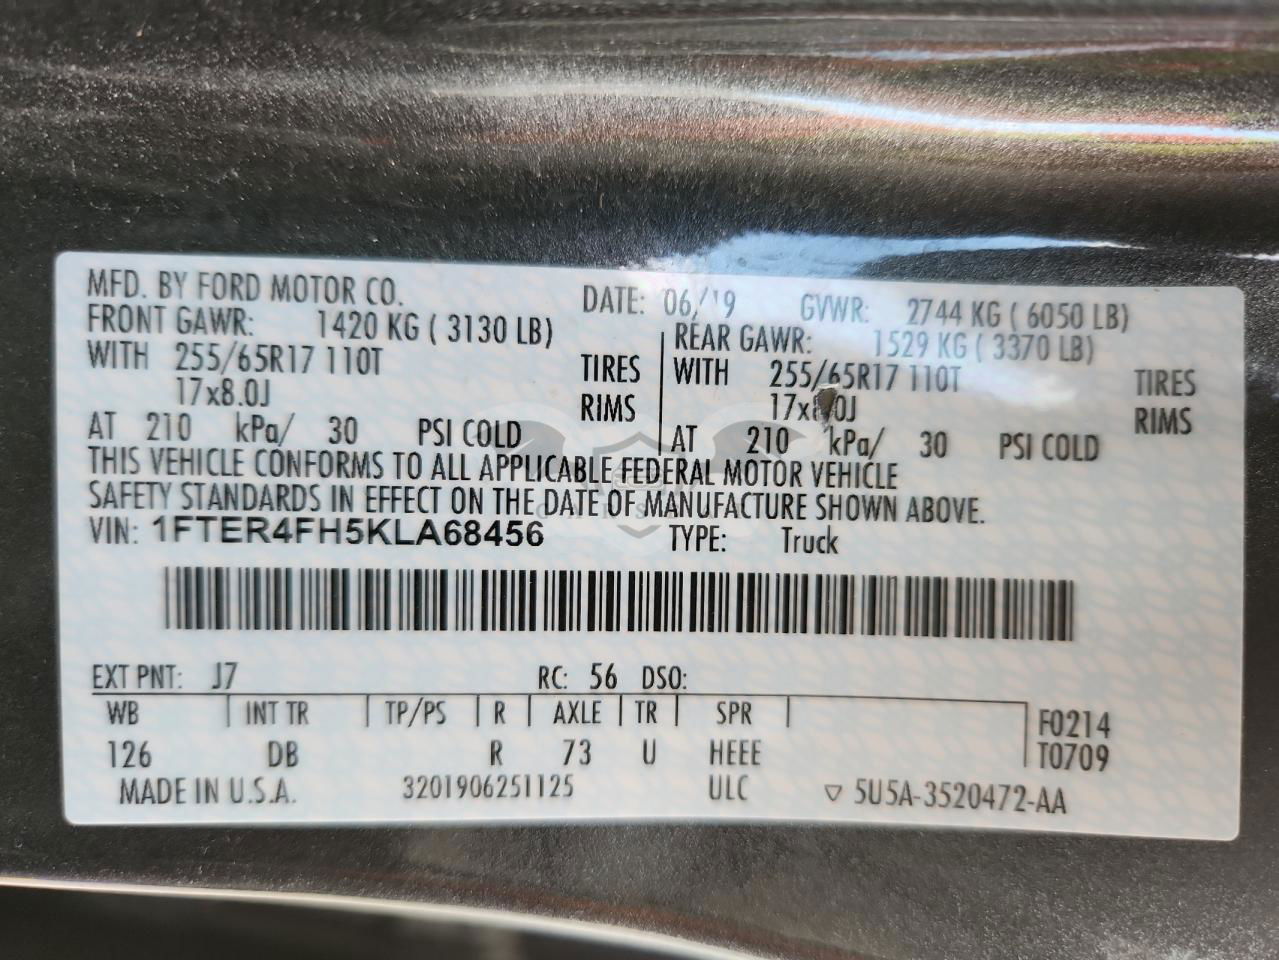 MFD. BY FORD MOTOR CO. DATE: 06/19 GVWR: 2744 KG ( 6050 LB)
FRONT GAWR: 1420 KG ( 3130 LB) REAR GAWR: 1529 KG ( 3370 LB)
WITH 255/65R17 110T TIRES WITH 255/65R17 110T TIRES
17x8.0J RIMS 17x8.0J RIMS
AT 210 kPa/ 30 PSI COLD AT 210 kPa/ 30 PSI COLD
THIS VEHICLE CONFORMS TO ALL APPLICABLE FEDERAL MOTOR VEHICLE
SAFETY STANDARDS IN EFFECT ON THE DATE OF MANUFACTURE SHOWN ABOVE.
VIN: 1FTER4FH5KLA68456 TYPE: Truck
EXT PNT: J7 RC: 56 DSO:
WB INT TR TP/PS R AXLE TR SPR F0214
126 DB R 73 U HEEE T0709
MADE IN U.S.A. 3201906251125 ULC ▽ 5U5A-3520472-AA